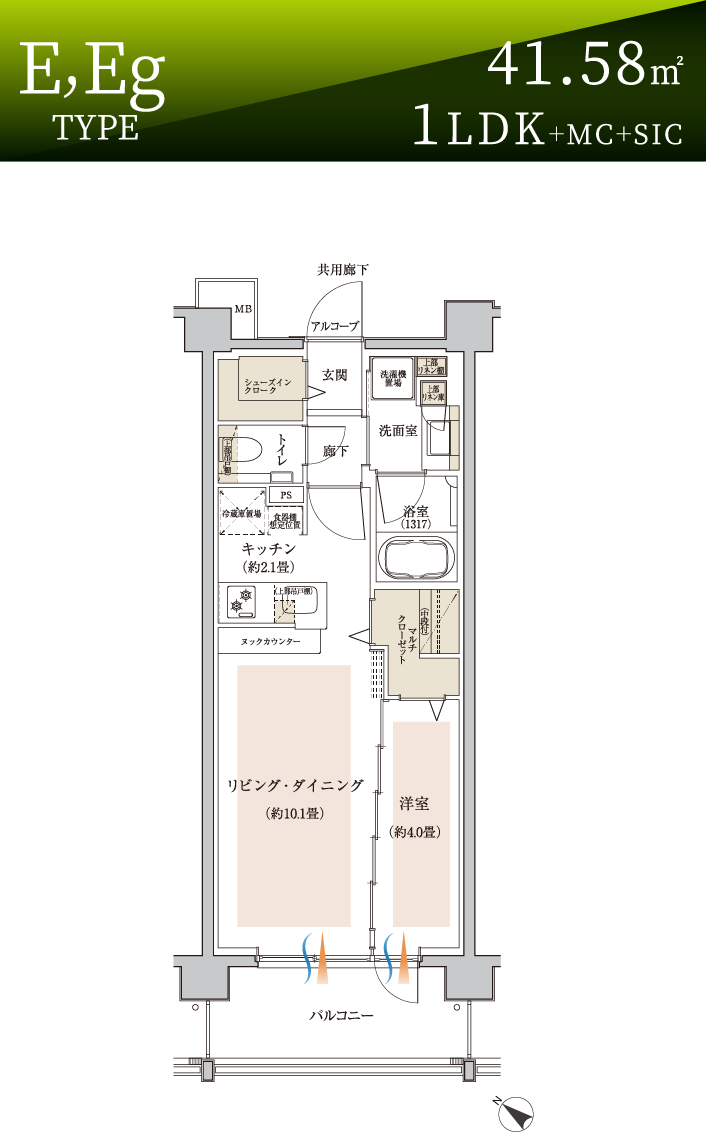 E,Eg
TYPE
41.58㎡
1LDK+MC+SIC
共用廊下
MB
アルコーブ
シューズイン
クローク
玄関
洗濯機
置場
上部
リネン棚
上部
リネン庫
トイレ
上部吊戸棚
廊下
洗面室
PS
冷蔵庫置場
食器棚
想定位置
浴室
(1317)
キッチン
(約2.1畳)
(上部吊戸棚)
ヌックカウンター
マルチ
クローゼット
(中段付)
リビング・ダイニング
(約10.1畳)
洋室
(約4.0畳)
バルコニー
N